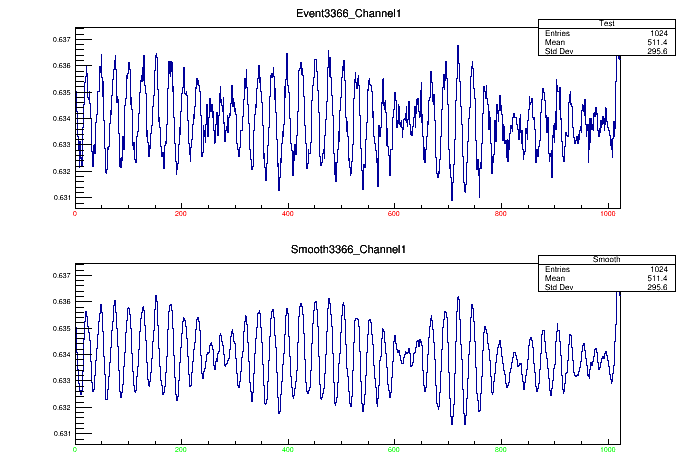 Event3366_Channel1
Test
Entries 1024
Mean 511.4
Std Dev 295.6
0.637
0.636
0.635
0.634
0.633
0.632
0.631
0 200 400 600 800 1000
Smooth3366_Channel1
Smooth
Entries 1024
Mean 511.4
Std Dev 295.6
0.637
0.636
0.635
0.634
0.633
0.632
0.631
0 200 400 600 800 1000